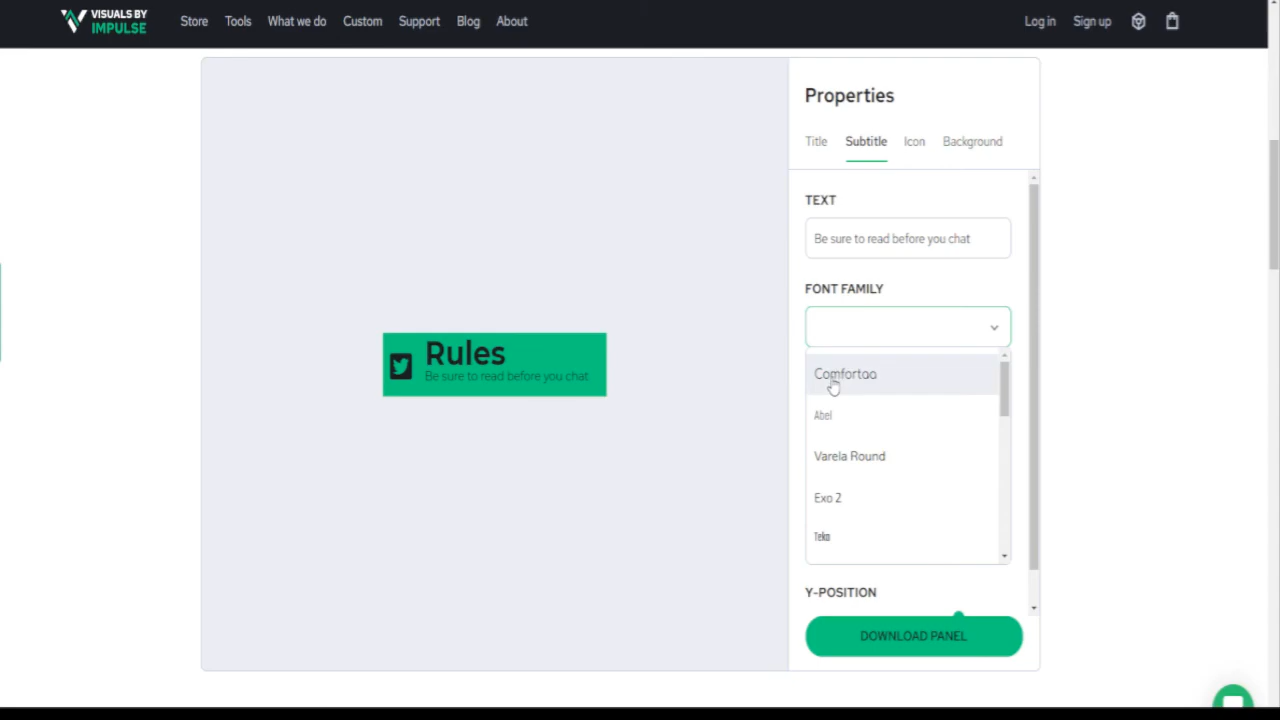 VISUALS BY
IMPULSE
Store Tools What we do Custom Support Blog About Log in Sign up
Properties
Title Subtitle Icon Background
TEXT
Be sure to read before you chat
FONT FAMILY
Rules
Be sure to read before you chat
Comfortaa
Abel
Varela Round
Exo 2
Teko
Y-POSITION
DOWNLOAD PANEL